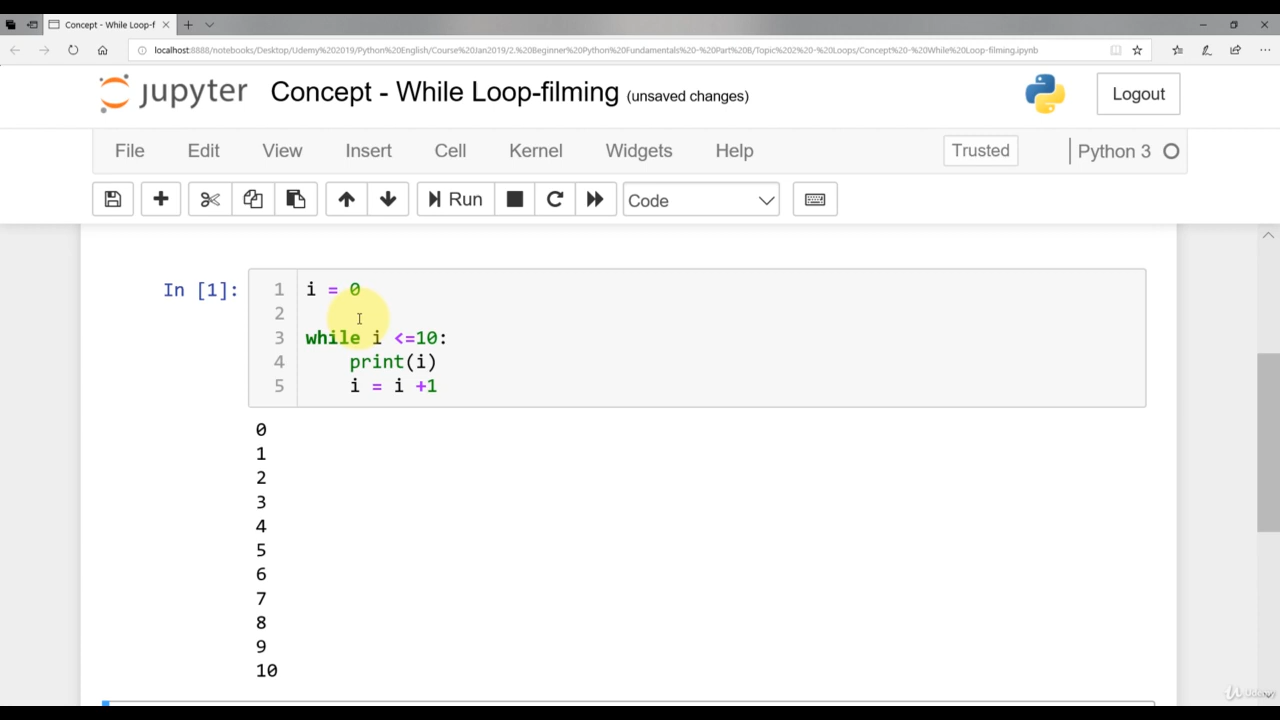 Concept - While Loop-f
localhost:8888/notebooks/Desktop/Udemy%202019/Python%20English/Course%20Jan2019/2.%20Beginner%20Python%20Fundamentals%20-%20Part%20B/Topic%202%20-%20Loops/Concept%20-%20While%20Loop-filming.ipynb
jupyter Concept - While Loop-filming (unsaved changes) Logout
File Edit View Insert Cell Kernel Widgets Help Trusted Python 3
Run Code
In [1]: 1 i = 0
2
3 while i <=10:
4 print(i)
5 i = i +1
0
1
2
3
4
5
6
7
8
9
10
Udemy